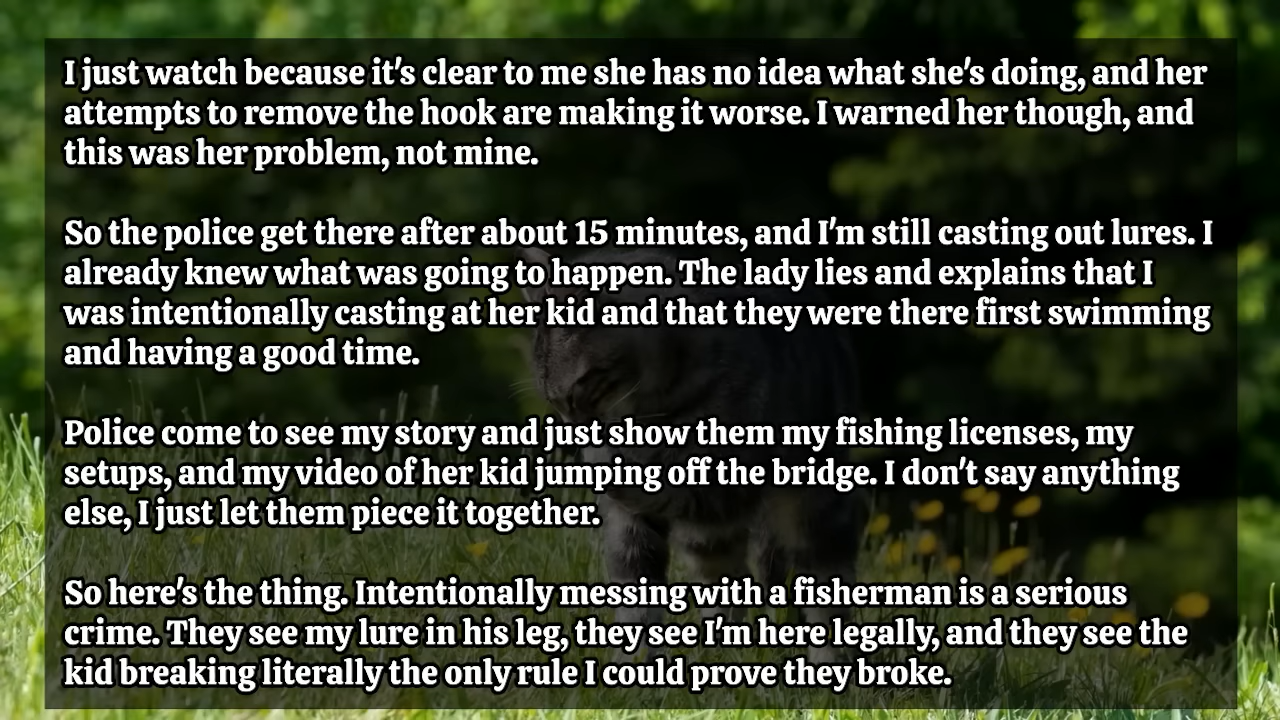 I just watch because it's clear to me she has no idea what she's doing, and her
attempts to remove the hook are making it worse. I warned her though, and
this was her problem, not mine.
So the police get there after about 15 minutes, and I'm still casting out lures. I
already knew what was going to happen. The lady lies and explains that I
was intentionally casting at her kid and that they were there first swimming
and having a good time.
Police come to see my story and just show them my fishing licenses, my
setups, and my video of her kid jumping off the bridge. I don't say anything
else, I just let them piece it together.
So here's the thing. Intentionally messing with a fisherman is a serious
crime. They see my lure in his leg, they see I'm here legally, and they see the
kid breaking literally the only rule I could prove they broke.